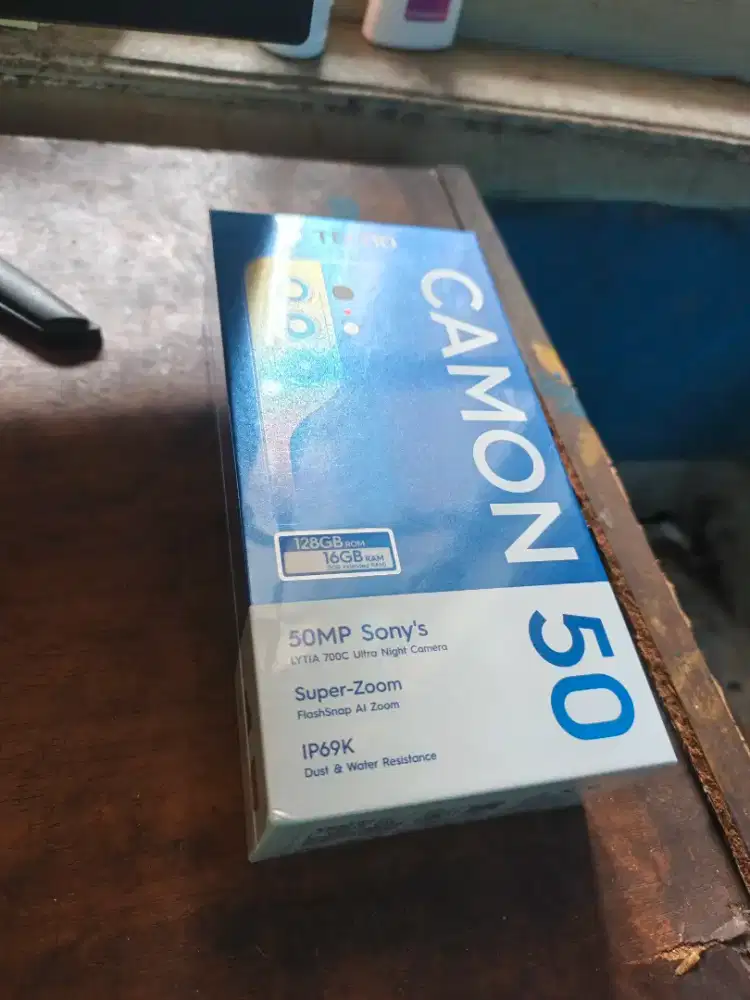 TECNO
CAMON 50
128GB ROM
16GB RAM
50MP Sony's
LYTIA 700C Ultra Night Camera
Super-Zoom
FlashSnap AI Zoom
IP69K
Dust & Water Resistance